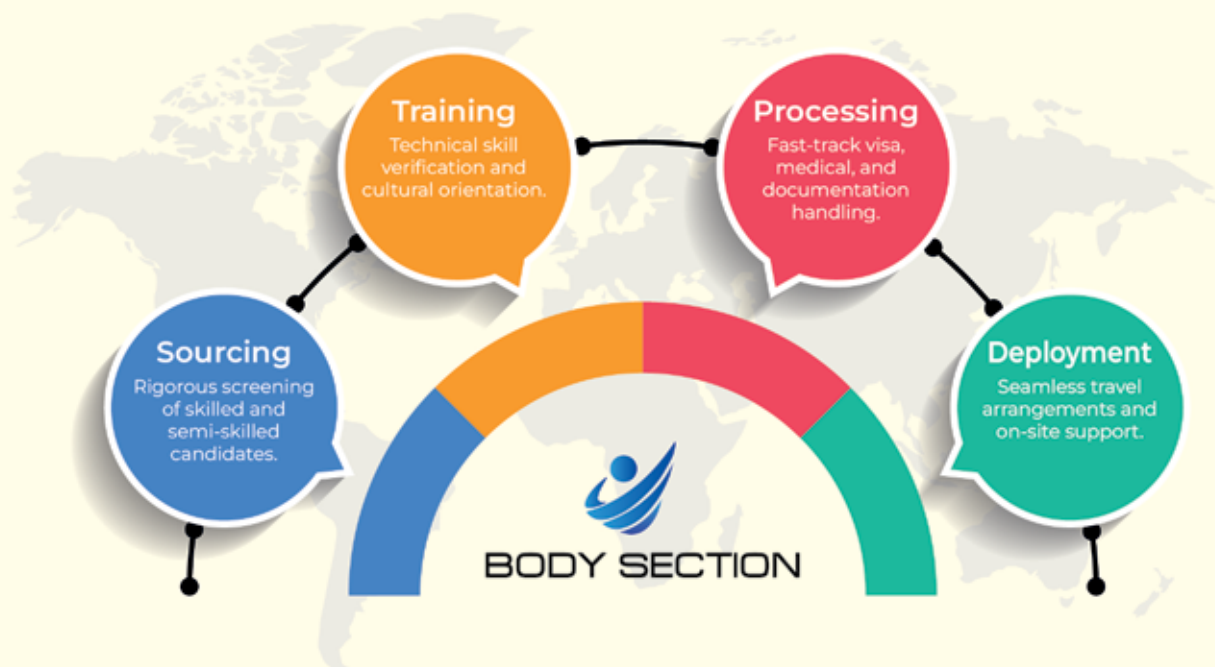 Training
Technical skill
verification and
cultural orientation.
Processing
Fast-track visa,
medical, and
documentation
handling.
Sourcing
Rigorous screening
of skilled and
semi-skilled
candidates.
Deployment
Seamless travel
arrangements and
on-site support.
BODY SECTION